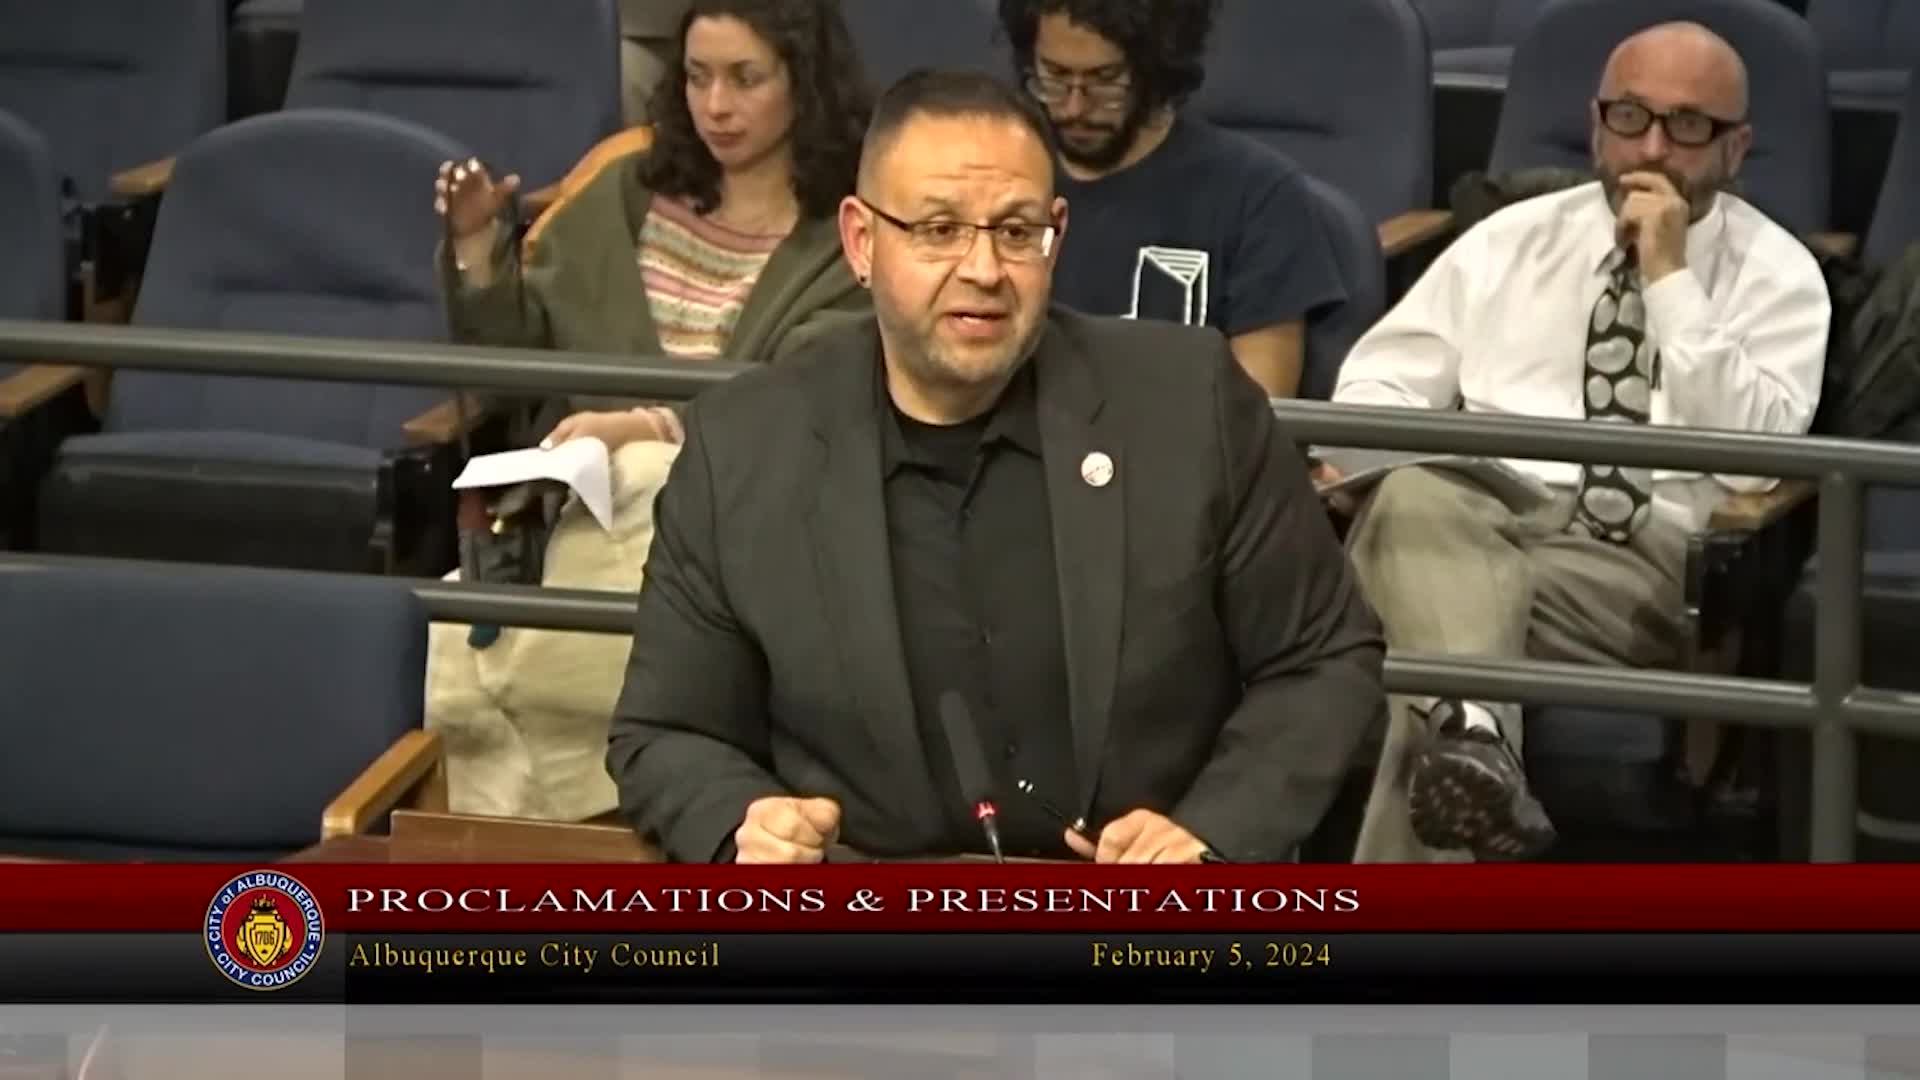 PROCLAMATIONS & PRESENTATIONS
Albuquerque City Council
February 5, 2024
CITY of ALBUQUERQUE
1706
CITY COUNCIL